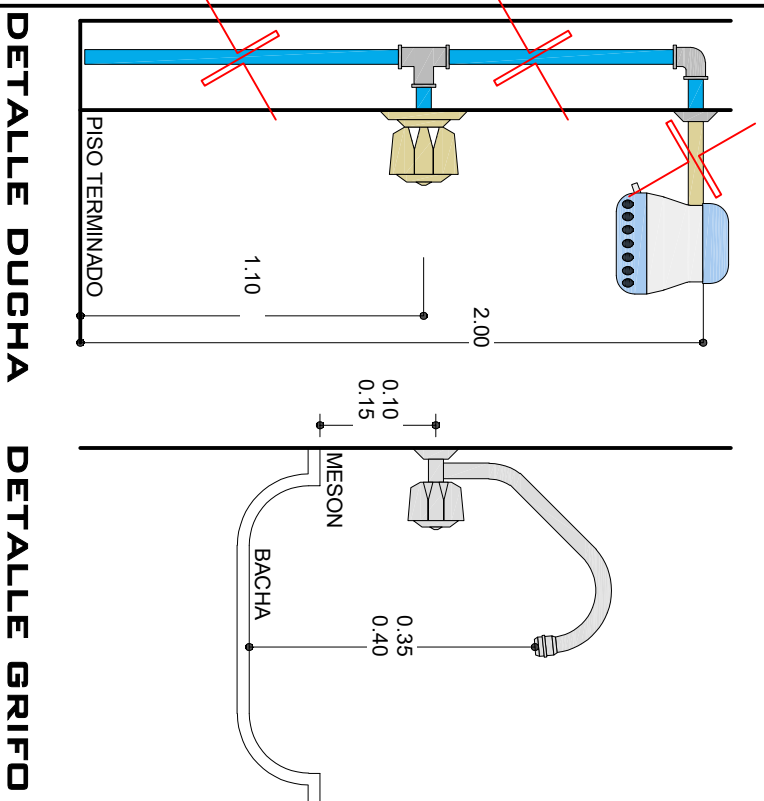 DETALLE DUCHA
PISO TERMINADO
1.10
2.00
DETALLE GRIFO
MESON
BACHA
0.10
0.15
0.35
0.40